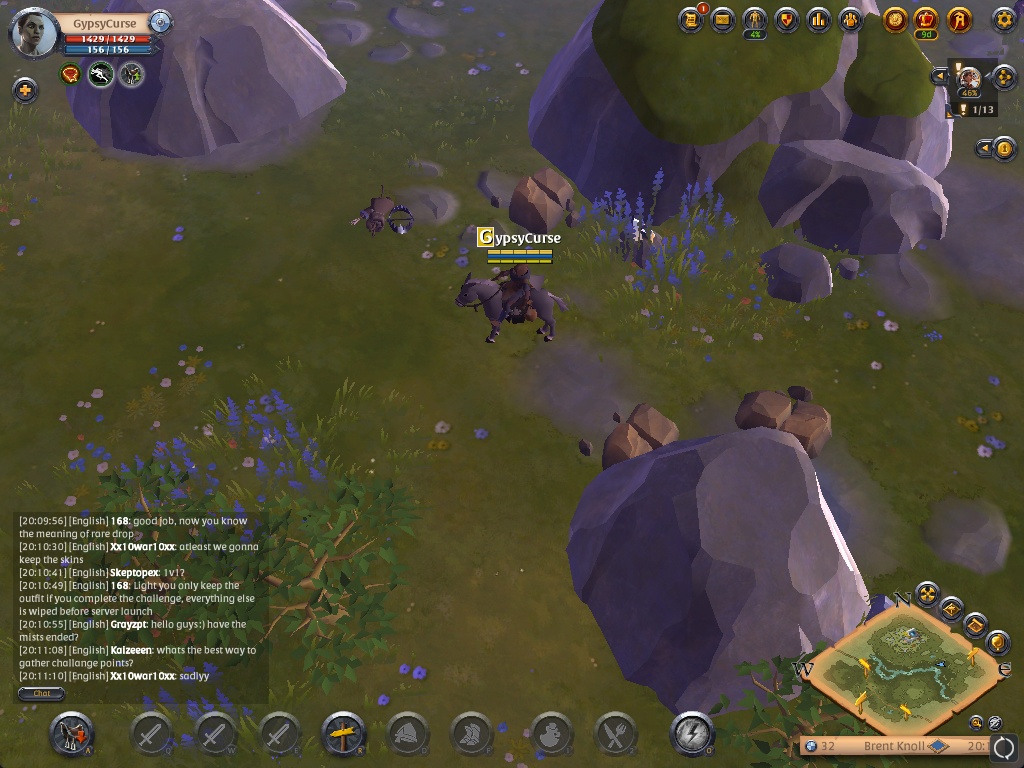 GypsyCurse
1429 / 1429
156 / 156
1
4%
9d
46%
1/13
GypsyCurse
[20:09:56] [English] 168: good job, now you know
the meaning of rare drop
[20:10:30] [English] Xx10war10xx: atleast we gonna
keep the skins
[20:10:41] [English] Skeptopex: 1v1?
[20:10:49] [English] 168: Light you only keep the
outfit if you complete the challenge, everything else
is wiped before server launch
[20:10:55] [English] Grayzpt: hello guys:) have the
mists ended?
[20:11:08] [English] Kalzeeen: whats the best way to
gather challange points?
[20:11:10] [English] Xx10war10xx: sadlyy
Chat
N
W
E
A
Q
W
E
R
D
F
32
Brent Knoll
20: